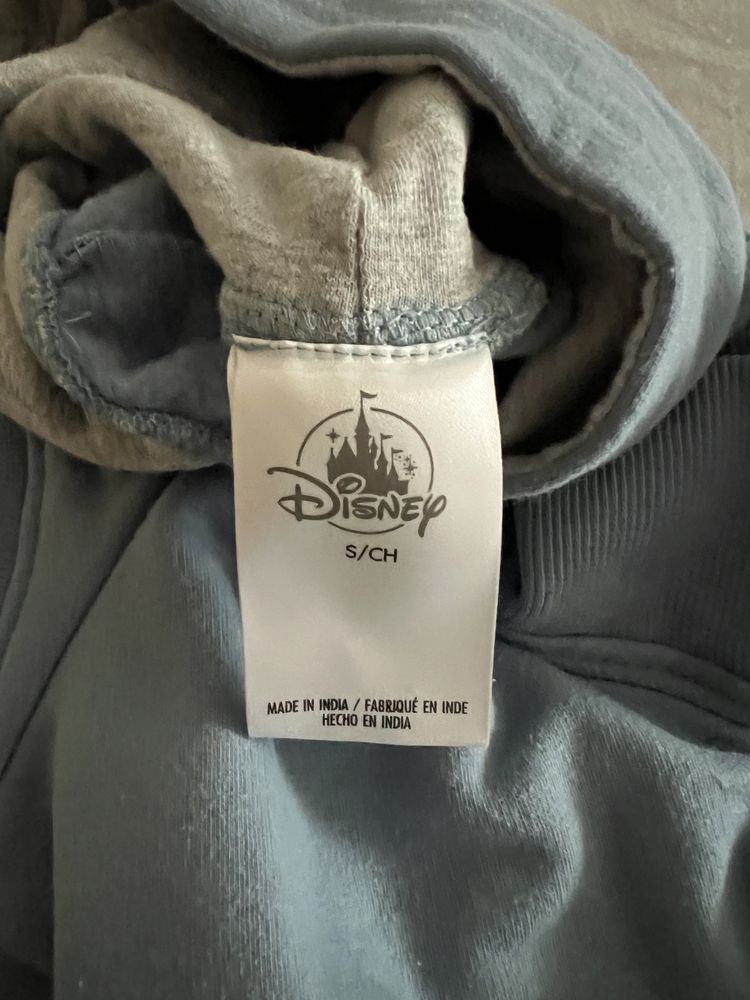 Disney
S/CH
MADE IN INDIA / FABRIQUÉ EN INDE
HECHO EN INDIA